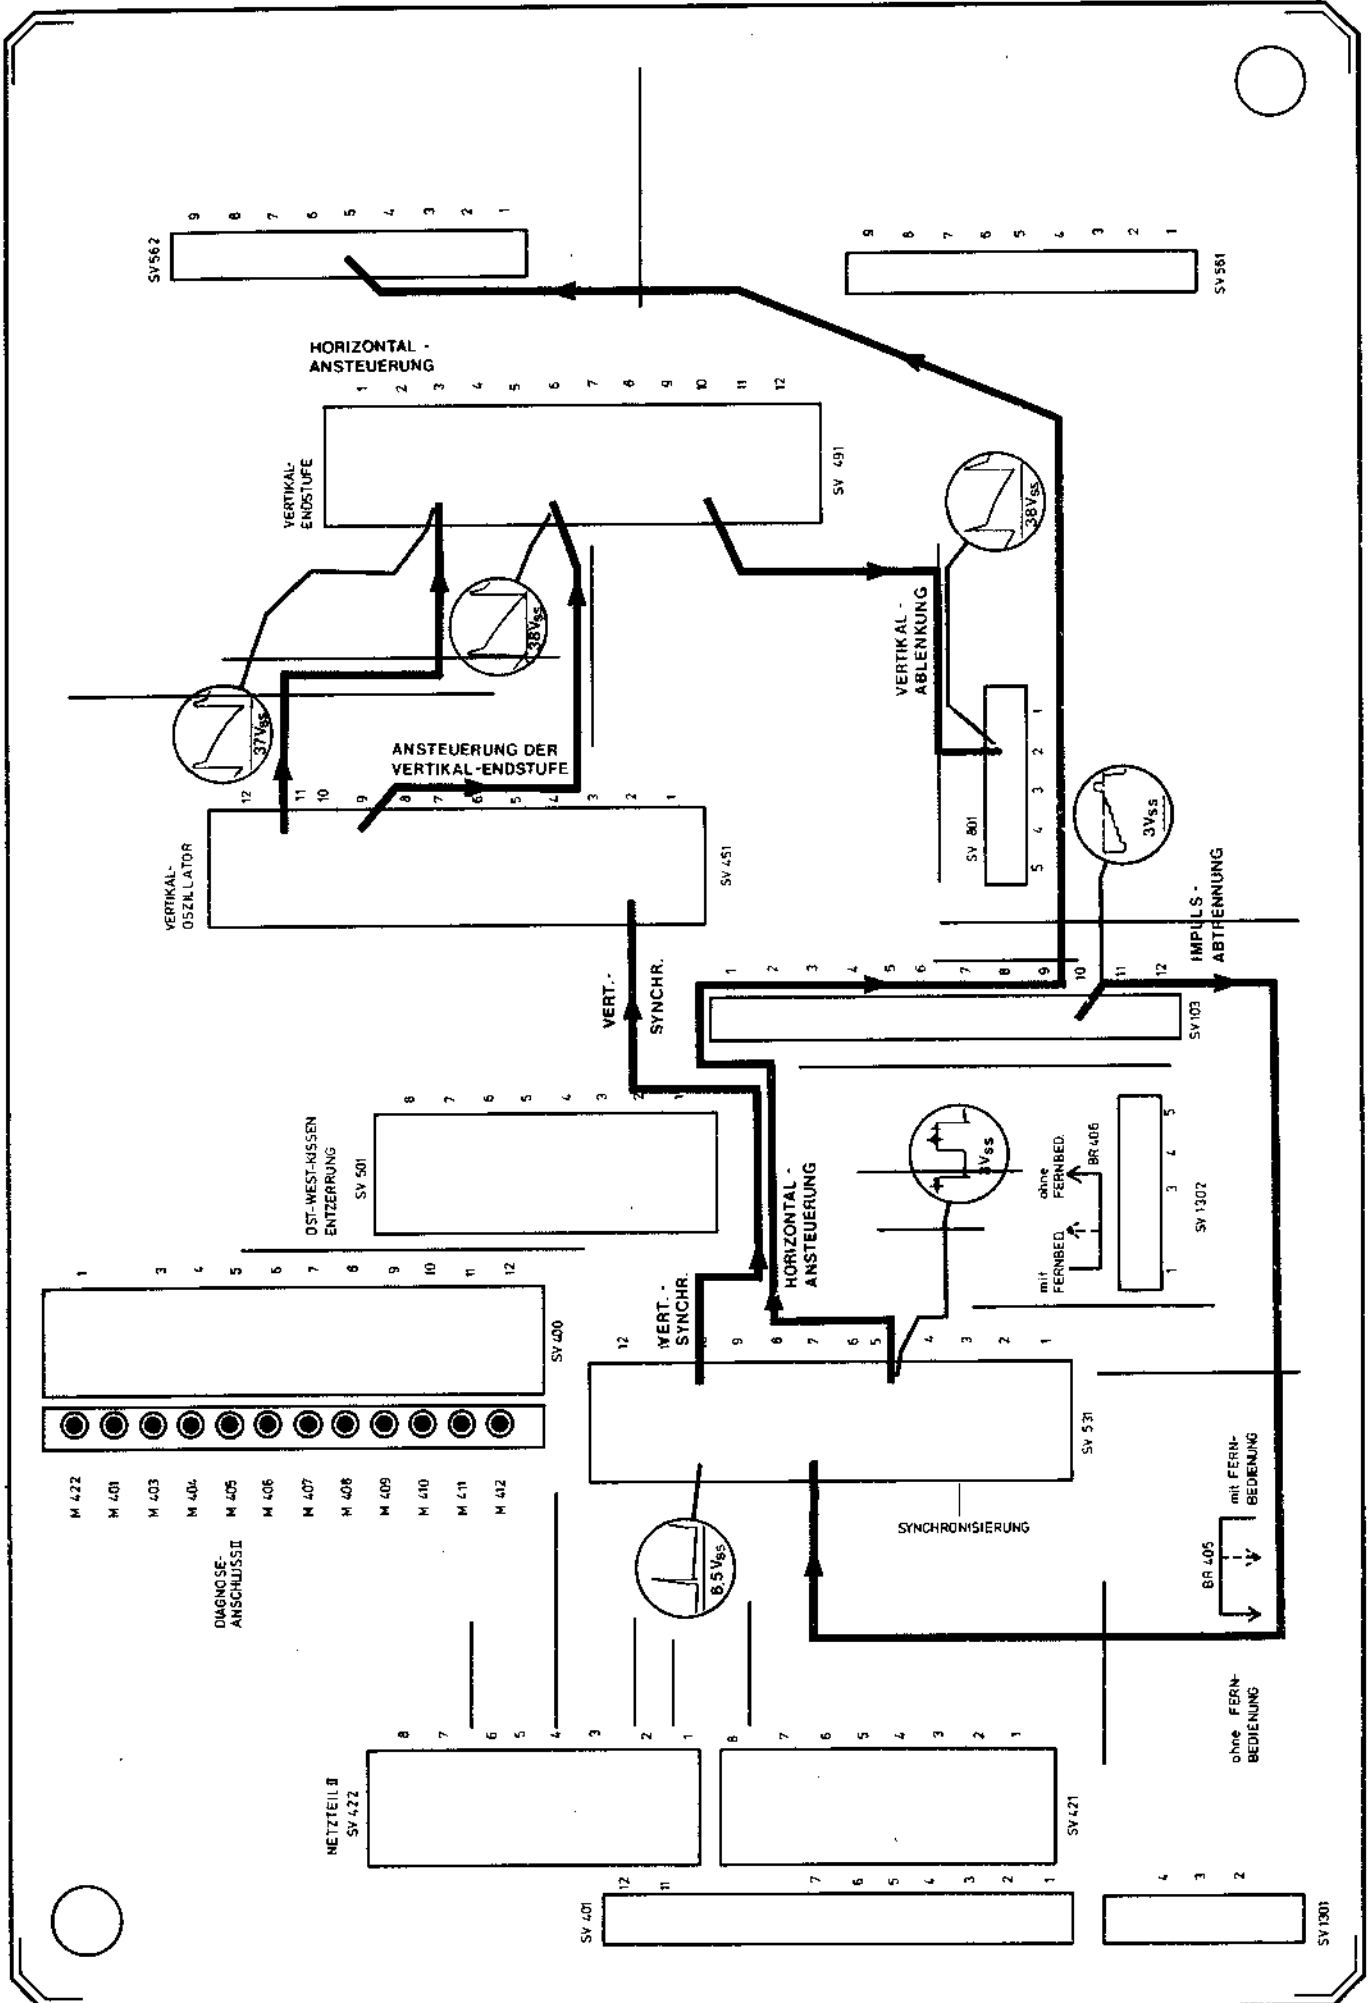 SV 562
9
8
7
6
5
4
3
2
1
HORIZONTAL -
ANSTEUERUNG
1
2
3
4
5
6
7
8
9
10
11
12
VERTIKAL-
ENDSTUFE
SV 491
9
8
7
6
5
4
3
2
1
SV 561
38Vss
38Vss
37Vss
VERTIKAL -
ABLENKUNG
ANSTEUERUNG DER
VERTIKAL-ENDSTUFE
12
11
10
9
8
7
6
5
4
3
2
1
VERTIKAL-
OSZILLATOR
SV 451
1
2
3
4
5
SV 801
3Vss
IMPULS -
ABTRENNUNG
VERT. -
SYNCHR.
1
2
3
4
5
6
7
8
9
10
11
12
SV 103
8
7
6
5
4
3
2
1
OST-WEST-KISSEN
ENTZERRUNG
SV 501
HORIZONTAL -
ANSTEUERUNG
ohne
FERNBED.
BR 406
mit
FERNBED.
5
4
3
1
SV 1302
1
3
4
5
6
7
8
9
10
11
12
SV 400
VERT. -
SYNCHR.
12
9
8
7
6
5
4
3
2
1
SV 531
M 422
M 401
M 403
M 404
M 405
M 406
M 407
M 408
M 409
M 410
M 411
M 412
DIAGNOSE-
ANSCHLUSS II
6,5 Vss
SYNCHRONISIERUNG
mit FERN-
BEDIENUNG
BR 405
ohne FERN-
BEDIENUNG
8
7
6
5
4
3
2
1
NETZTEIL II
SV 422
8
7
6
5
4
3
2
1
SV 421
SV 401
12
11
7
6
5
4
3
2
1
4
3
2
SV 1301